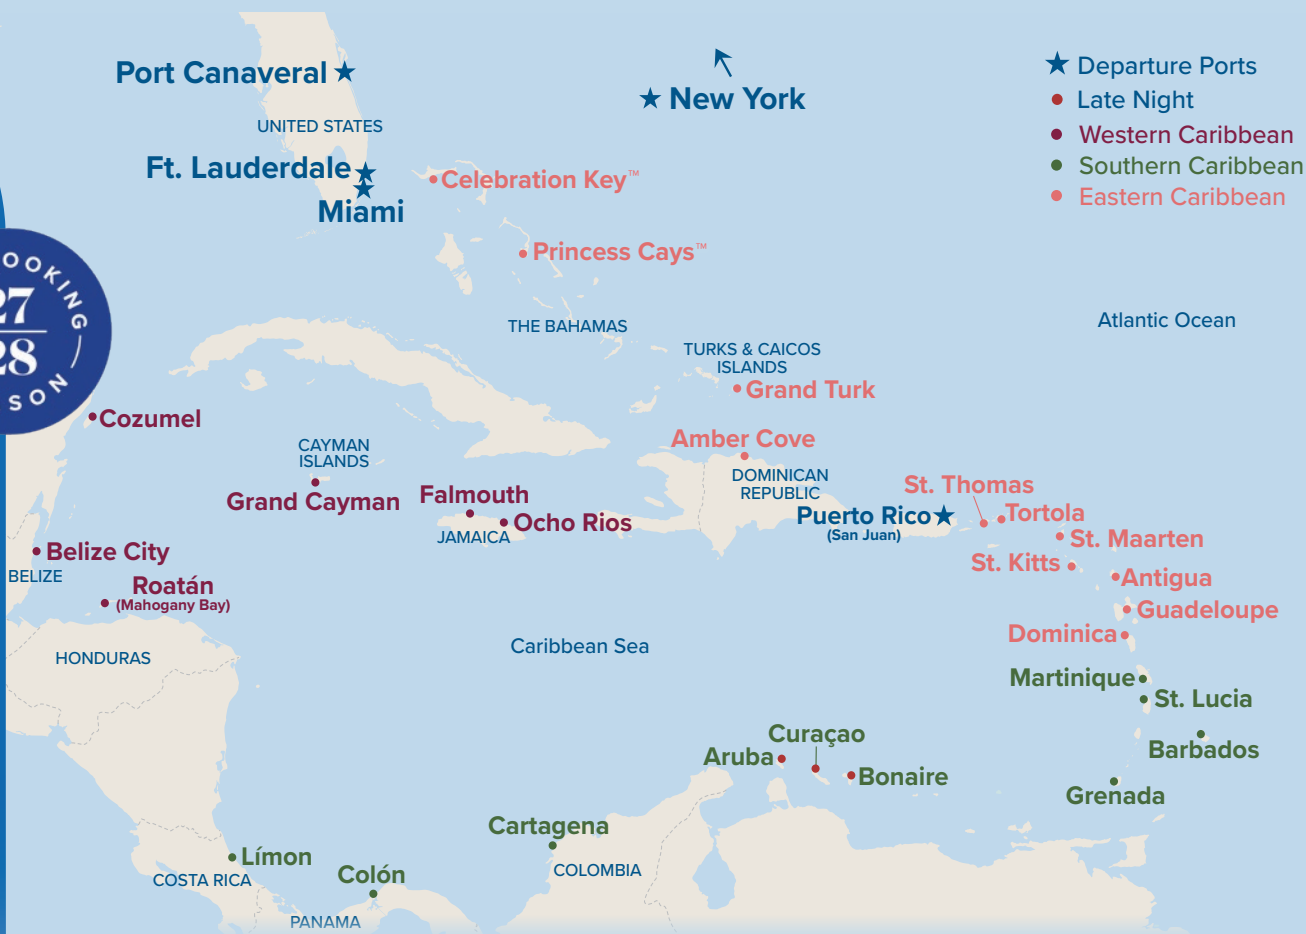 Port Canaveral
New York
Departure Ports
Late Night
Western Caribbean
Southern Caribbean
Eastern Caribbean
UNITED STATES
Ft. Lauderdale
Miami
Celebration Key™
Princess Cays™
OOKING
27
28
SON
THE BAHAMAS
Atlantic Ocean
TURKS & CAICOS
ISLANDS
Grand Turk
Cozumel
CAYMAN
ISLANDS
Grand Cayman
Amber Cove
DOMINICAN
REPUBLIC
Falmouth
Ocho Rios
JAMAICA
Puerto Rico
(San Juan)
St. Thomas
Tortola
St. Maarten
St. Kitts
Antigua
Guadeloupe
Dominica
Belize City
BELIZE
Roatán
(Mahogany Bay)
HONDURAS
Caribbean Sea
Martinique
St. Lucia
Barbados
Grenada
Curaçao
Aruba
Bonaire
Cartagena
COLOMBIA
Límon
COSTA RICA
Colón
PANAMA